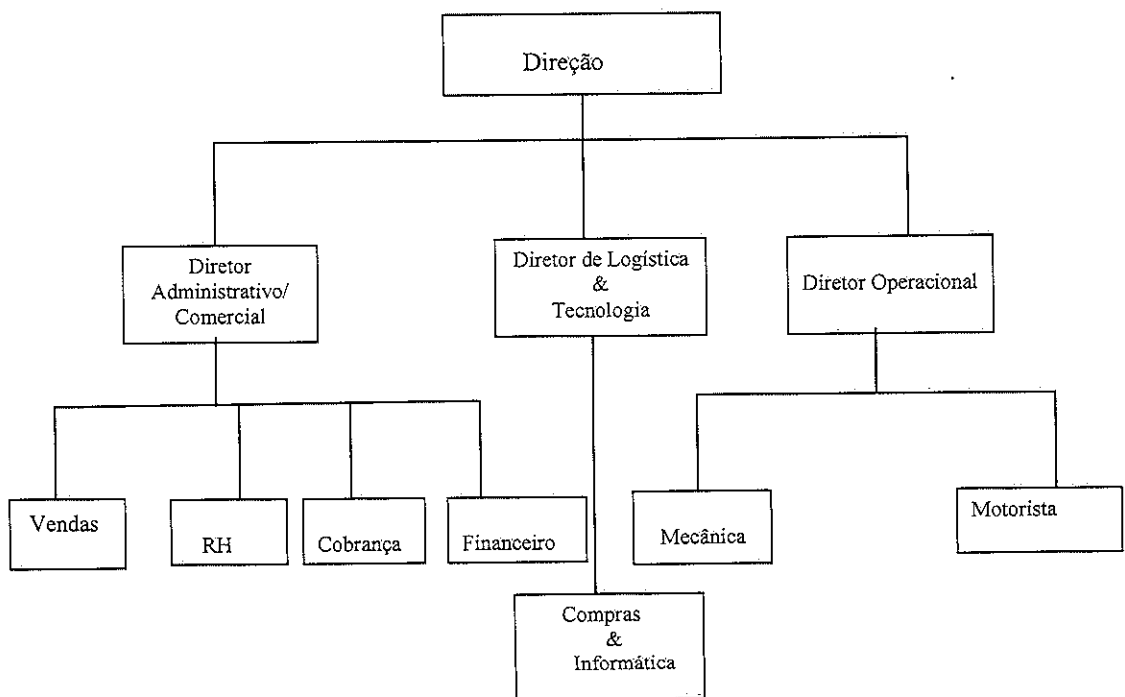 Direção
Diretor
Administrativo/
Comercial
Diretor de Logística
&
Tecnologia
Diretor Operacional
Vendas
RH
Cobrança
Financeiro
Mecânica
Motorista
Compras
&
Informática